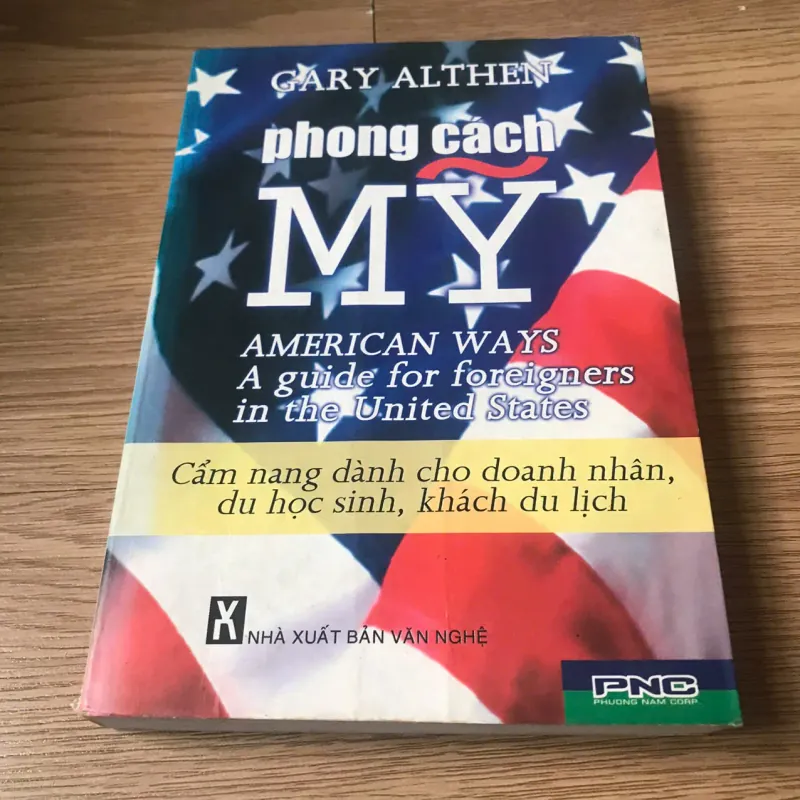 GARY ALTHEN
phong cách
MỸ
AMERICAN WAYS
A guide for foreigners
in the United States
Cẩm nang dành cho doanh nhân,
du học sinh, khách du lịch
X NHÀ XUẤT BẢN VĂN NGHỆ
PNC
PHUONG NAM CORP